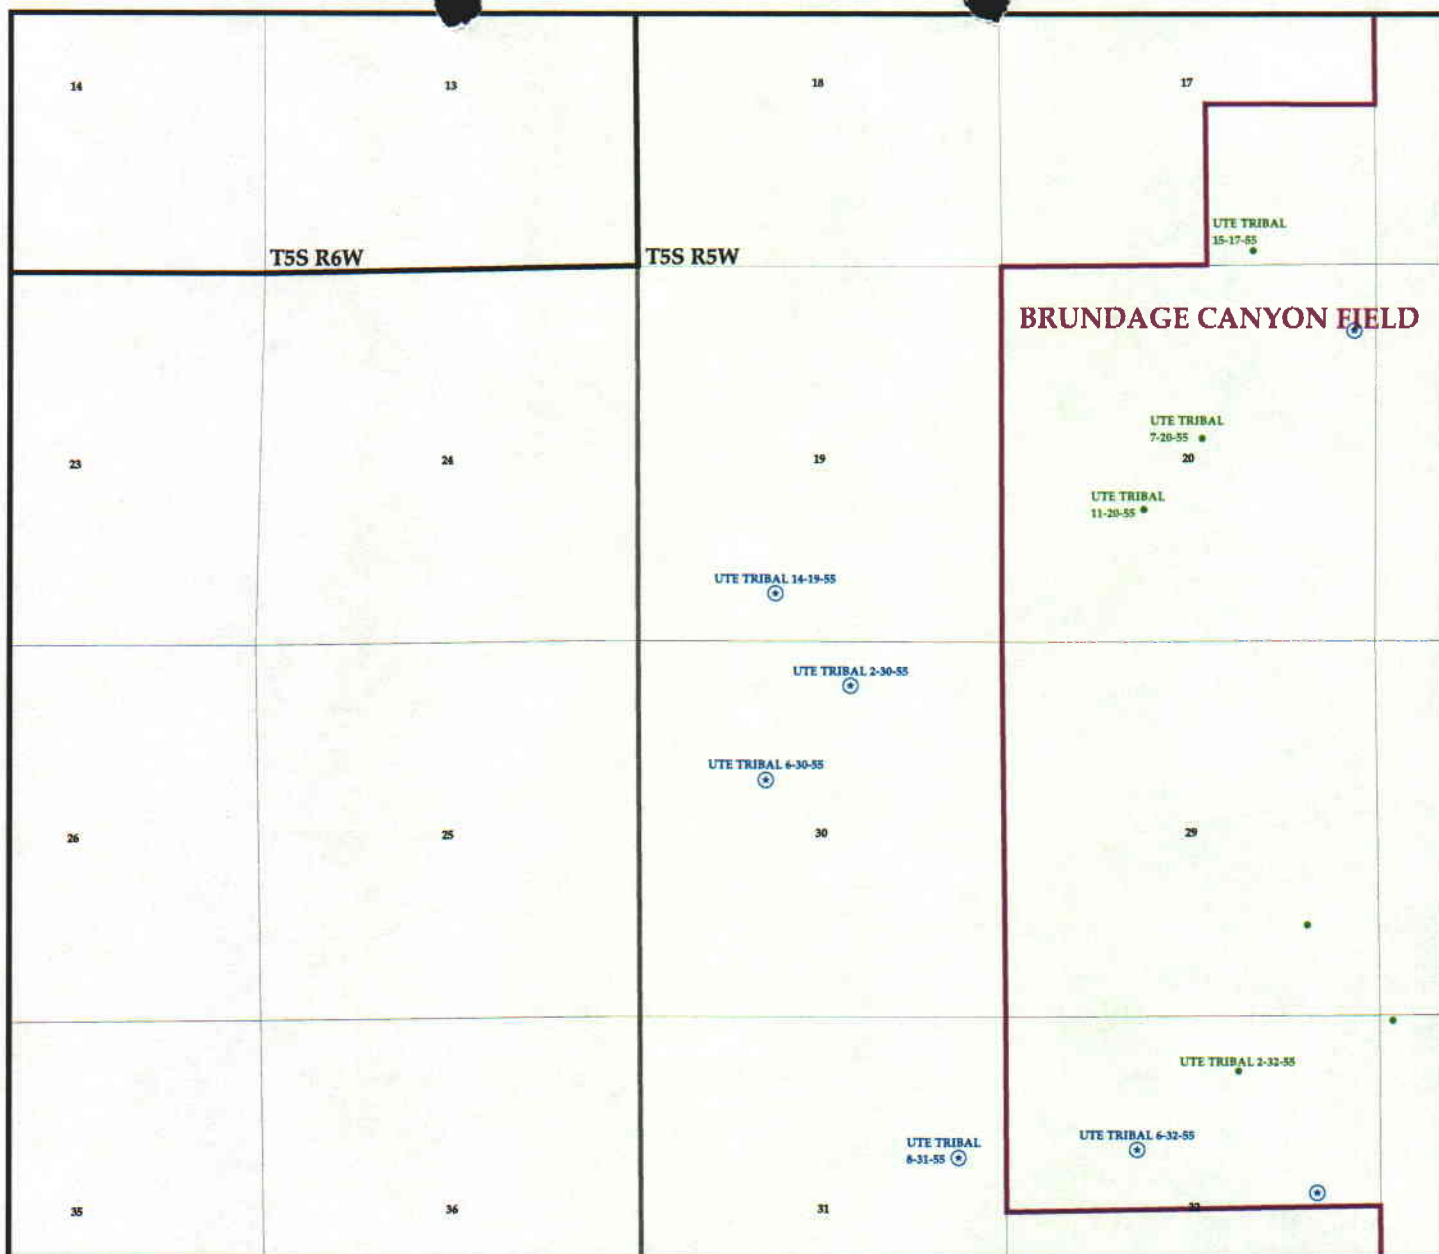 14
13
18
17
UTE TRIBAL
15-17-55
T5S R6W
T5S R5W
BRUNDAGE CANYON FIELD
UTE TRIBAL
7-20-55
23
24
19
20
UTE TRIBAL
11-20-55
UTE TRIBAL 14-19-55
UTE TRIBAL 2-30-55
UTE TRIBAL 6-30-55
26
25
30
29
UTE TRIBAL 2-32-55
UTE TRIBAL 6-32-55
UTE TRIBAL
8-31-55
35
36
31
32